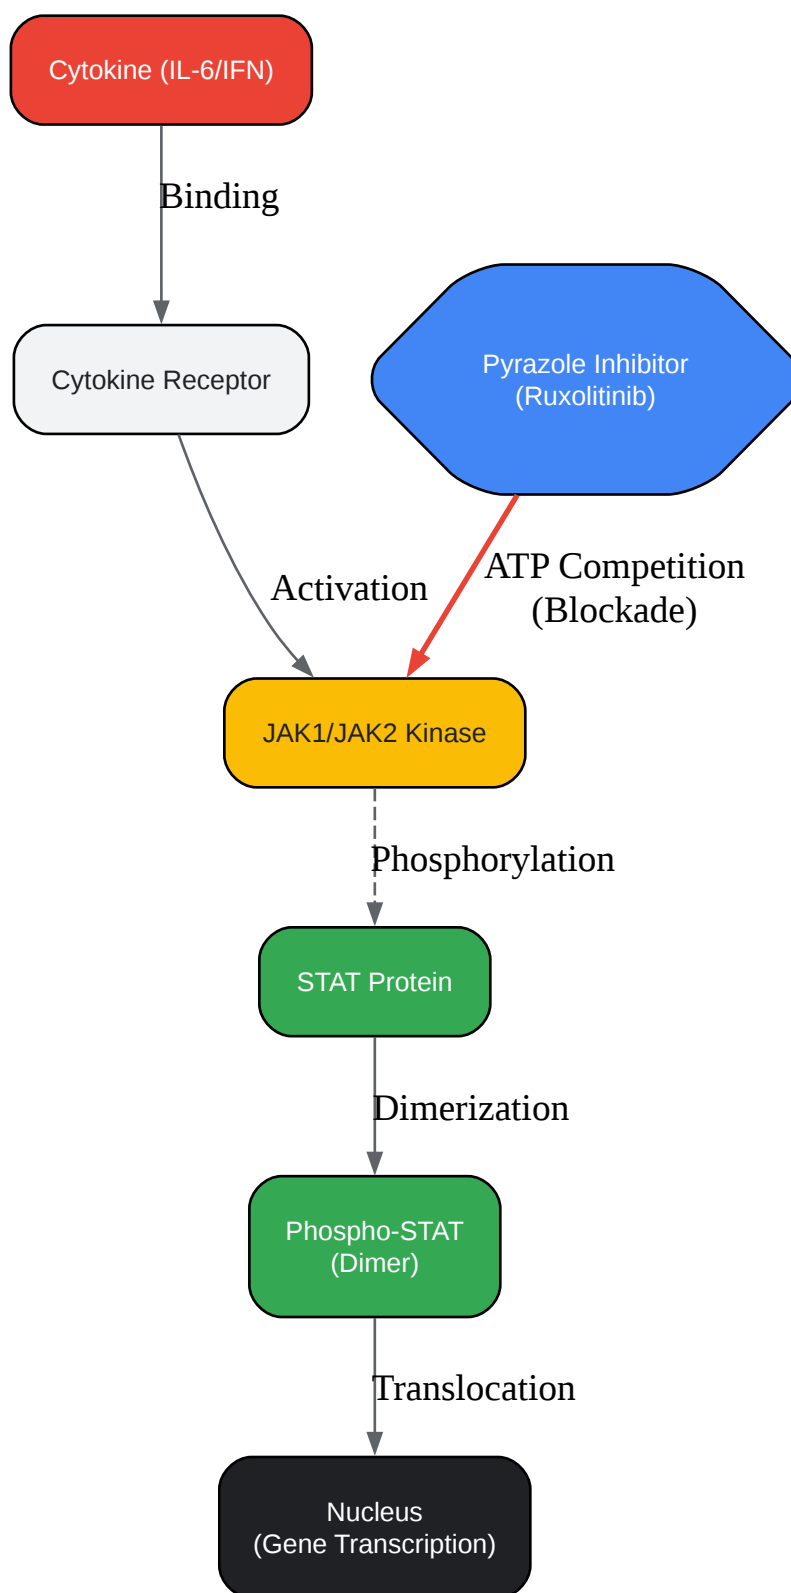 Cytokine (IL-6/IFN)
Binding
Cytokine Receptor
Pyrazole Inhibitor
(Ruxolitinib)
Activation
ATP Competition
(Blockade)
JAK1/JAK2 Kinase
Phosphorylation
STAT Protein
Dimerization
Phospho-STAT
(Dimer)
Translocation
Nucleus
(Gene Transcription)